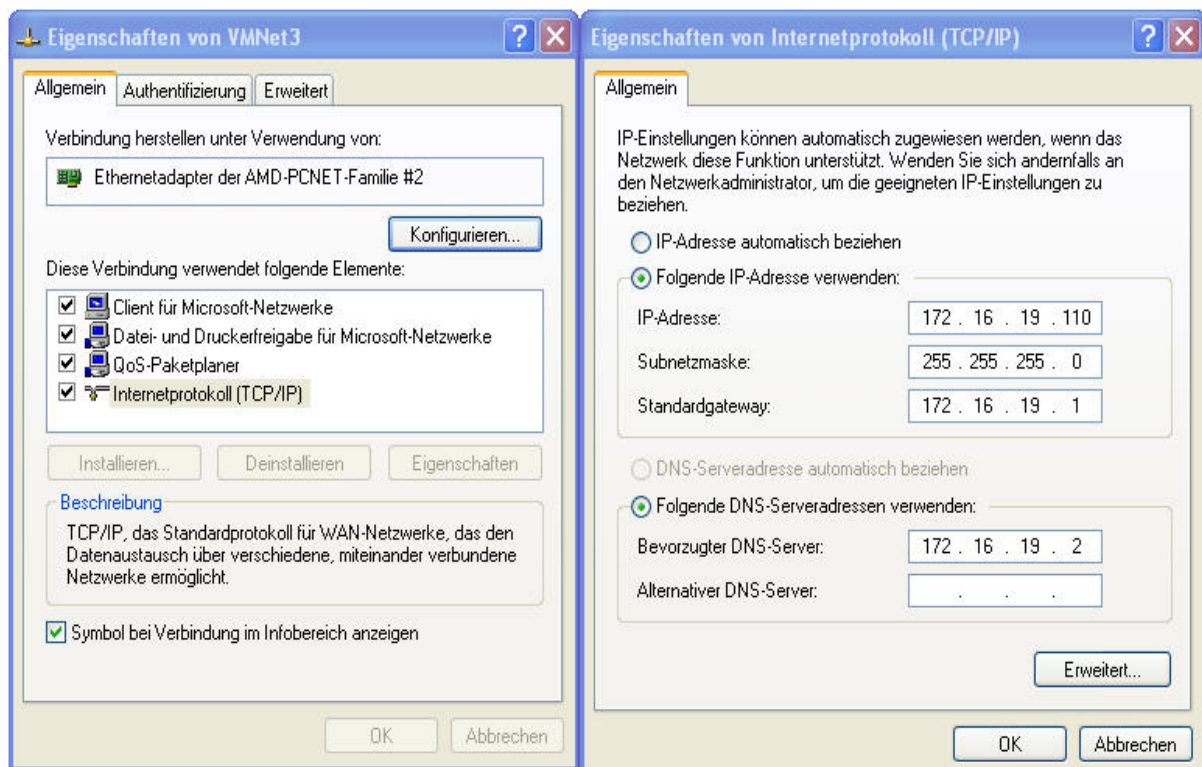 Eigenschaften von VMNet3
Allgemein
Authentifizierung
Erweitert
Verbindung herstellen unter Verwendung von:
Ethernetadapter der AMD-PCNET-Familie #2
Konfigurieren...
Diese Verbindung verwendet folgende Elemente:
Client für Microsoft-Netzwerke
Datei- und Druckerfreigabe für Microsoft-Netzwerke
QoS-Paketplaner
Internetprotokoll (TCP/IP)
Installieren...
Deinstallieren
Eigenschaften
Beschreibung
TCP/IP, das Standardprotokoll für WAN-Netzwerke, das den
Datenaustausch über verschiedene, miteinander verbundene
Netzwerke ermöglicht.
Symbol bei Verbindung im Infobereich anzeigen
OK
Abbrechen
Eigenschaften von Internetprotokoll (TCP/IP)
Allgemein
IP-Einstellungen können automatisch zugewiesen werden, wenn das
Netzwerk diese Funktion unterstützt. Wenden Sie sich andernfalls an
den Netzwerkadministrator, um die geeigneten IP-Einstellungen zu
beziehen.
IP-Adresse automatisch beziehen
Folgende IP-Adresse verwenden:
IP-Adresse: 172 . 16 . 19 . 110
Subnetzmaske: 255 . 255 . 255 . 0
Standardgateway: 172 . 16 . 19 . 1
DNS-Serveradresse automatisch beziehen
Folgende DNS-Serveradressen verwenden:
Bevorzugter DNS-Server: 172 . 16 . 19 . 2
Alternativer DNS-Server: . . .
Erweitert...
OK
Abbrechen